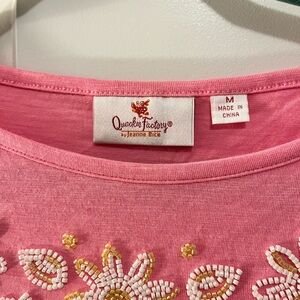 Quacker Factory®
by Jeanne Bice
M
MADE IN
CHINA